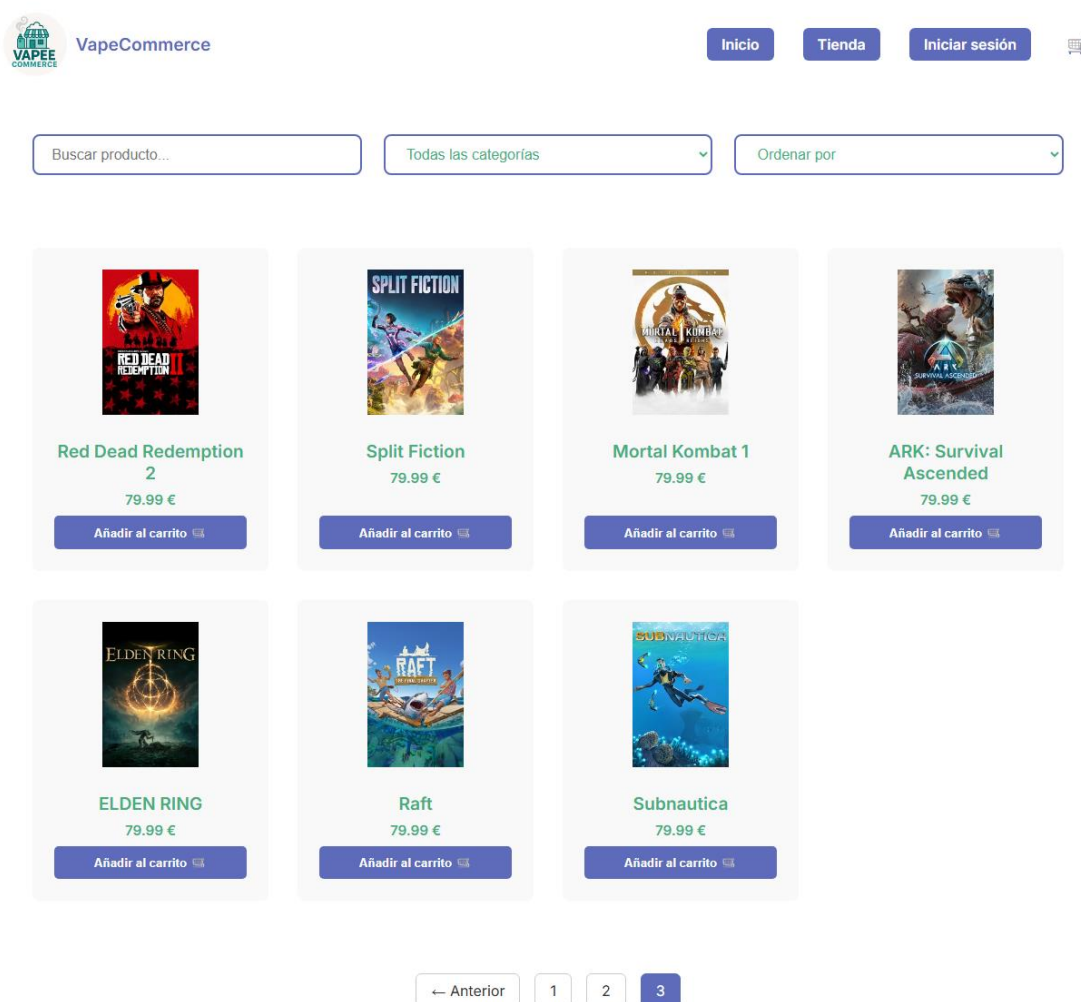 VAPEE
COMMERCE
VapeCommerce
Inicio
Tienda
Iniciar sesión
Buscar producto...
Todas las categorías
Ordenar por
RED DEAD
REDEMPTION II
SPLIT FICTION
MORTAL KOMBAT
ARK
SURVIVAL ASCENDED
Red Dead Redemption
2
79.99 €
Añadir al carrito
Split Fiction
79.99 €
Añadir al carrito
Mortal Kombat 1
79.99 €
Añadir al carrito
ARK: Survival
Ascended
79.99 €
Añadir al carrito
ELDEN RING
SUBNAUTICA
RAFT
THE FINAL CHAPTER
ELDEN RING
79.99 €
Añadir al carrito
Raft
79.99 €
Añadir al carrito
Subnautica
79.99 €
Añadir al carrito
← Anterior
1
2
3